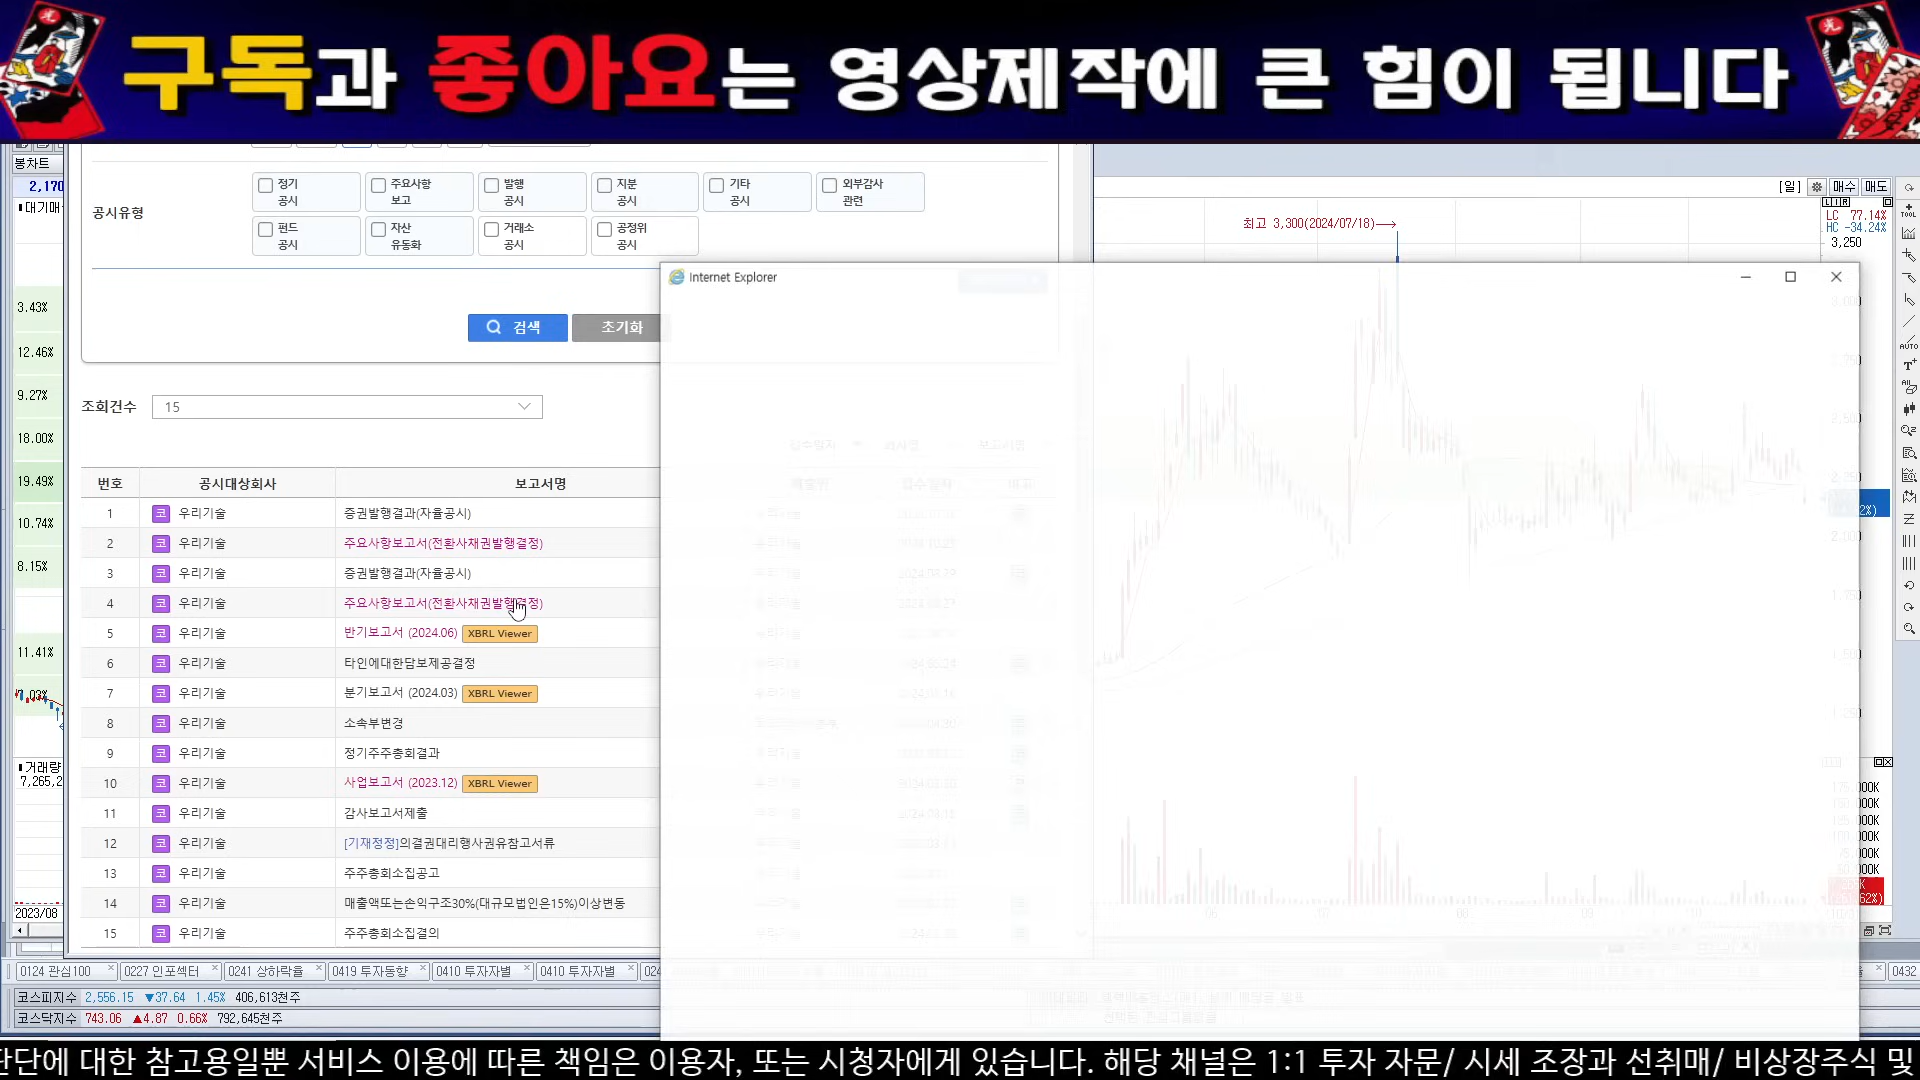 구독과 좋아요는 영상제작에 큰 힘이 됩니다
봉차트
2,170
공시유형
정기 공시
주요사항 보고
발행 공시
지분 공시
기타 공시
외부감사 관련
펀드 공시
자산 유동화
거래소 공시
공정위 공시
검색
초기화
조회건수 15
번호 공시대상회사 보고서명
1 코 우리기술 증권발행결과(자율공시)
2 코 우리기술 주요사항보고서(전환사채권발행결정)
3 코 우리기술 증권발행결과(자율공시)
4 코 우리기술 주요사항보고서(전환사채권발행결정)
5 코 우리기술 반기보고서 (2024.06) XBRL Viewer
6 코 우리기술 타인에대한담보제공결정
7 코 우리기술 분기보고서 (2024.03) XBRL Viewer
8 코 우리기술 소속부변경
9 코 우리기술 정기주주총회결과
10 코 우리기술 사업보고서 (2023.12) XBRL Viewer
11 코 우리기술 감사보고서제출
12 코 우리기술 [기재정정]의결권대리행사권유참고서류
13 코 우리기술 주주총회소집공고
14 코 우리기술 매출액또는손익구조30%(대규모법인은15%)이상변동
15 코 우리기술 주주총회소집결의
3.43%
12.46%
9.27%
18.00%
19.49%
10.74%
8.15%
11.41%
7.03%
거래량
7,265,2
2023/08
Internet Explorer
[일] 매수 매도
최고 3,300(2024/07/18)
LC 77.14%
HC -34.24%
3,250
TOOL
AUTO
All
0124 관심100
0227 인포섹터
0241 상하락율
0419 투자동향
0410 투자자별
0410 투자자별
024
0432
코스피지수 2,556.15 ▼37.64 1.45% 406,613천주
코스닥지수 743.06 ▲4.87 0.66% 792,645천주
판단에 대한 참고용일뿐 서비스 이용에 따른 책임은 이용자, 또는 시청자에게 있습니다. 해당 채널은 1:1 투자 자문/ 시세 조장과 선취매/ 비상장주식 및